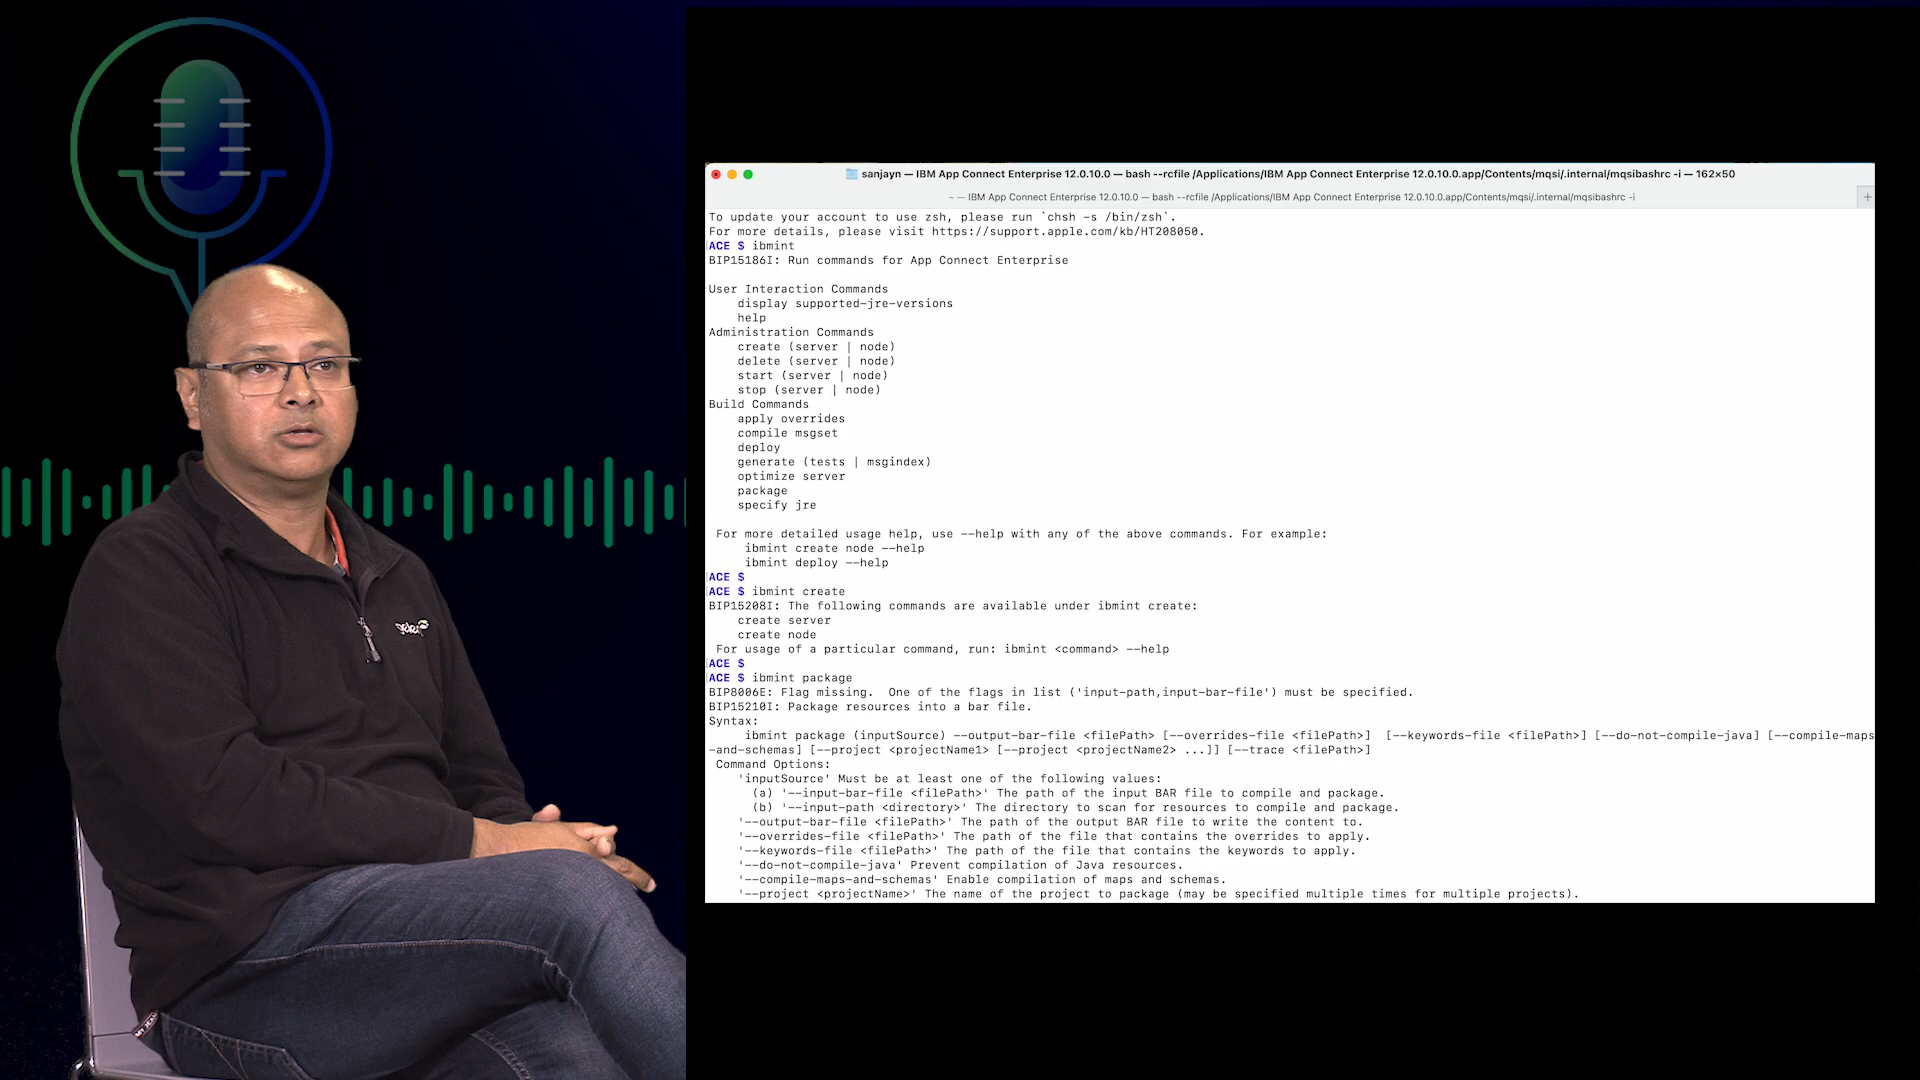 sanjayn — IBM App Connect Enterprise 12.0.10.0 — bash --rcfile /Applications/IBM App Connect Enterprise 12.0.10.0.app/Contents/mqsi/.internal/mqsibashrc -i — 162×50
~ — IBM App Connect Enterprise 12.0.10.0 — bash --rcfile /Applications/IBM App Connect Enterprise 12.0.10.0.app/Contents/mqsi/.internal/mqsibashrc -i
To update your account to use zsh, please run `chsh -s /bin/zsh`.
For more details, please visit https://support.apple.com/kb/HT208050.
ACE $ ibmint
BIP15186I: Run commands for App Connect Enterprise
User Interaction Commands
display supported-jre-versions
help
Administration Commands
create (server | node)
delete (server | node)
start (server | node)
stop (server | node)
Build Commands
apply overrides
compile msgset
deploy
generate (tests | msgindex)
optimize server
package
specify jre
For more detailed usage help, use --help with any of the above commands. For example:
ibmint create node --help
ibmint deploy --help
ACE $
ACE $ ibmint create
BIP15208I: The following commands are available under ibmint create:
create server
create node
For usage of a particular command, run: ibmint <command> --help
ACE $
ACE $ ibmint package
BIP8006E: Flag missing.  One of the flags in list ('input-path,input-bar-file') must be specified.
BIP15210I: Package resources into a bar file.
Syntax:
ibmint package (inputSource) --output-bar-file <filePath> [--overrides-file <filePath>]  [--keywords-file <filePath>] [--do-not-compile-java] [--compile-maps
-and-schemas] [--project <projectName1> [--project <projectName2> ...]] [--trace <filePath>]
Command Options:
'inputSource' Must be at least one of the following values:
(a) '--input-bar-file <filePath>' The path of the input BAR file to compile and package.
(b) '--input-path <directory>' The directory to scan for resources to compile and package.
'--output-bar-file <filePath>' The path of the output BAR file to write the content to.
'--overrides-file <filePath>' The path of the file that contains the overrides to apply.
'--keywords-file <filePath>' The path of the file that contains the keywords to apply.
'--do-not-compile-java' Prevent compilation of Java resources.
'--compile-maps-and-schemas' Enable compilation of maps and schemas.
'--project <projectName>' The name of the project to package (may be specified multiple times for multiple projects).